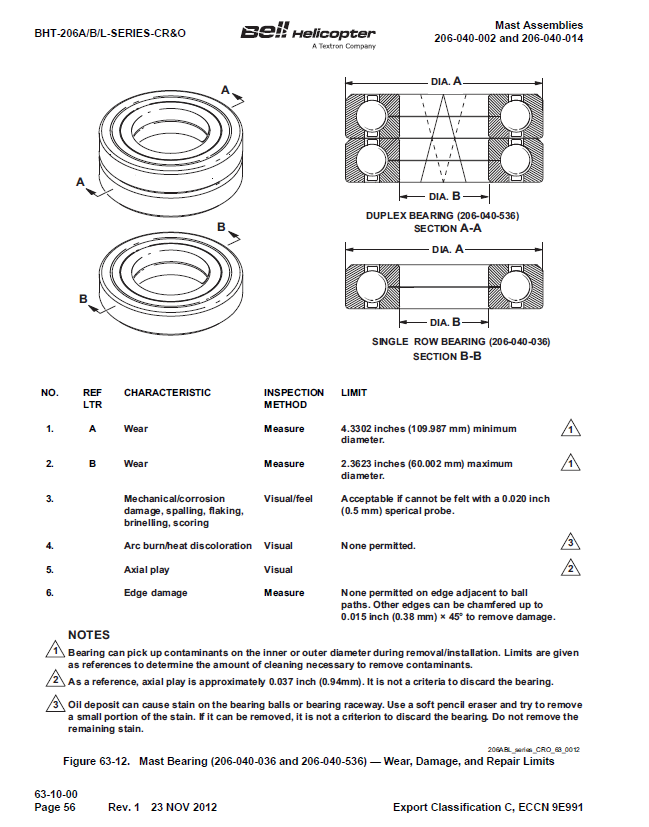 BHT-206A/B/L-SERIES-CR&O
Bell Helicopter
A Textron Company
Mast Assemblies
206-040-002 and 206-040-014
A
A
B
B
DIA. A
DIA. B
DUPLEX BEARING (206-040-536)
SECTION A-A
DIA. A
DIA. B
SINGLE ROW BEARING (206-040-036)
SECTION B-B
NO. REF CHARACTERISTIC INSPECTION LIMIT
LTR METHOD
1. A Wear Measure 4.3302 inches (109.987 mm) minimum 1
diameter.
2. B Wear Measure 2.3623 inches (60.002 mm) maximum 1
diameter.
3. Mechanical/corrosion Visual/feel Acceptable if cannot be felt with a 0.020 inch
damage, spalling, flaking, (0.5 mm) sperical probe.
brinelling, scoring
4. Arc burn/heat discoloration Visual None permitted. 3
5. Axial play Visual 2
6. Edge damage Measure None permitted on edge adjacent to ball
paths. Other edges can be chamfered up to
0.015 inch (0.38 mm) × 45° to remove damage.
NOTES
1 Bearing can pick up contaminants on the inner or outer diameter during removal/installation. Limits are given
as references to determine the amount of cleaning necessary to remove contaminants.
2 As a reference, axial play is approximately 0.037 inch (0.94mm). It is not a criteria to discard the bearing.
3 Oil deposit can cause stain on the bearing balls or bearing raceway. Use a soft pencil eraser and try to remove
a small portion of the stain. If it can be removed, it is not a criterion to discard the bearing. Do not remove the
remaining stain.
206ABL_series_CRO_63_0012
Figure 63-12. Mast Bearing (206-040-036 and 206-040-536) — Wear, Damage, and Repair Limits
63-10-00
Page 56 Rev. 1 23 NOV 2012 Export Classification C, ECCN 9E991